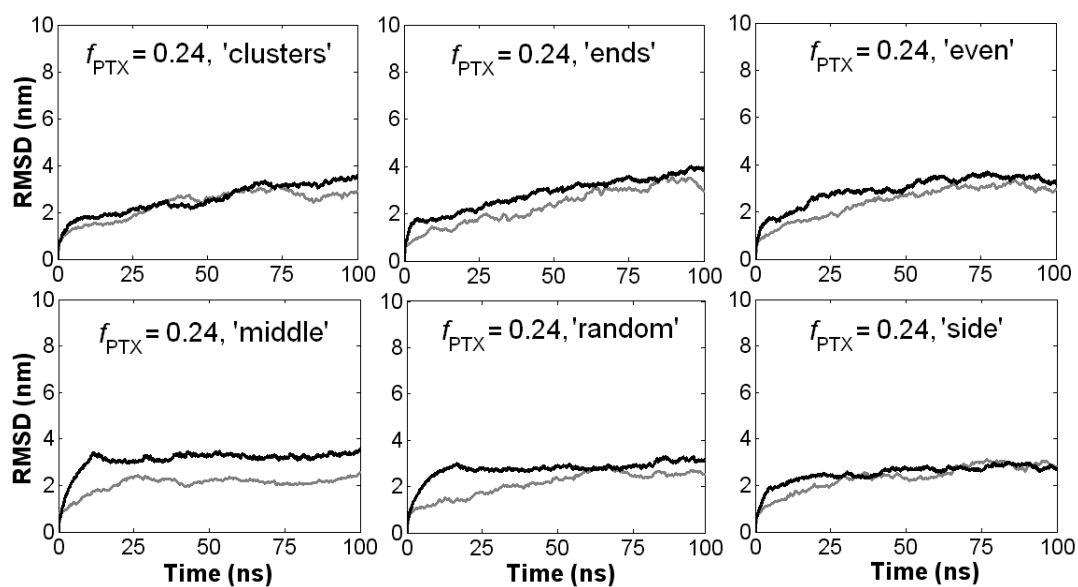 10
8
6
4
2
0
RMSD (nm)
fPTX = 0.24, 'clusters'
0 25 50 75 100
10
8
6
4
2
0
fPTX = 0.24, 'ends'
0 25 50 75 100
10
8
6
4
2
0
fPTX = 0.24, 'even'
0 25 50 75 100
10
8
6
4
2
0
RMSD (nm)
fPTX = 0.24, 'middle'
0 25 50 75 100
Time (ns)
10
8
6
4
2
0
fPTX = 0.24, 'random'
0 25 50 75 100
Time (ns)
10
8
6
4
2
0
fPTX = 0.24, 'side'
0 25 50 75 100
Time (ns)